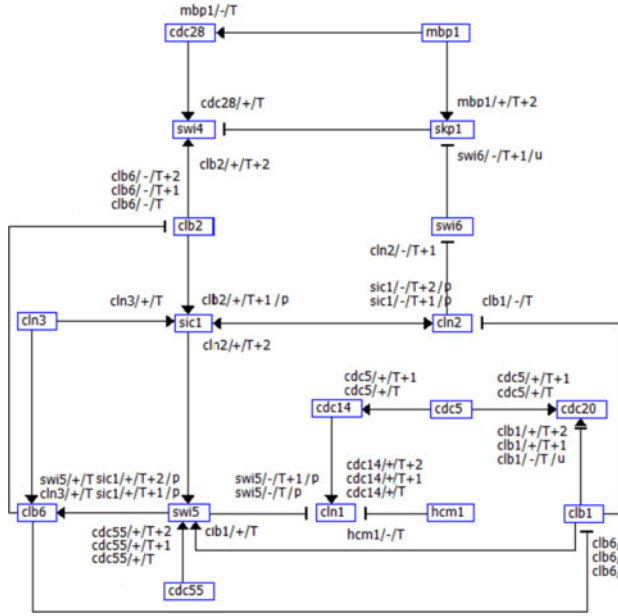 mbp1/-/T
cdc28
mbp1
cdc28/+/T
mbp1/+/T+2
swi4
skp1
swi6/-/T+1/u
clb6/-/T+2
clb6/-/T+1
clb6/-/T
clb2/+/T+2
clb2
swi6
cln2/-/T+1
sic1/-/T+2/p
sic1/-/T+1/p
cln3/+/T
clb2/+/T+1/p
clb1/-/T
cln3
sic1
cln2
cln2/+/T+2
cdc5/+/T+1
cdc5/+/T
cdc5/+/T+1
cdc5/+/T
cdc14
cdc5
cdc20
clb1/+/T+2
clb1/+/T+1
clb1/-/T/u
swi5/+/T sic1/+/T+2/p
cln3/+/T sic1/+/T+1/p
swi5/-/T+1/p
swi5/-/T/p
cdc14/+/T+2
cdc14/+/T+1
cdc14/+/T
clb6
swi5
cln1
hcm1
clb1
cdc55/+/T+2
cdc55/+/T+1
cdc55/+/T
clb1/+/T
hcm1/-/T
clb6/
clb6/
clb6/
cdc55